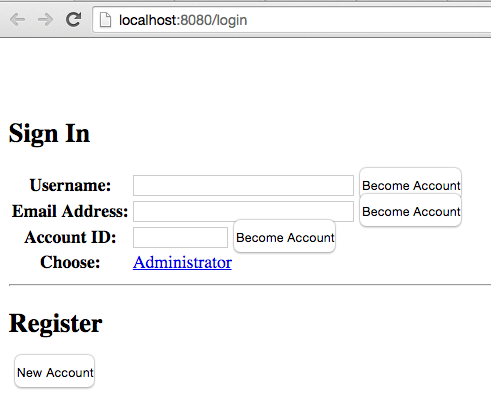 localhost:8080/login
Sign In
Username: Become Account
Email Address: Become Account
Account ID: Become Account
Choose: Administrator
Register
New Account